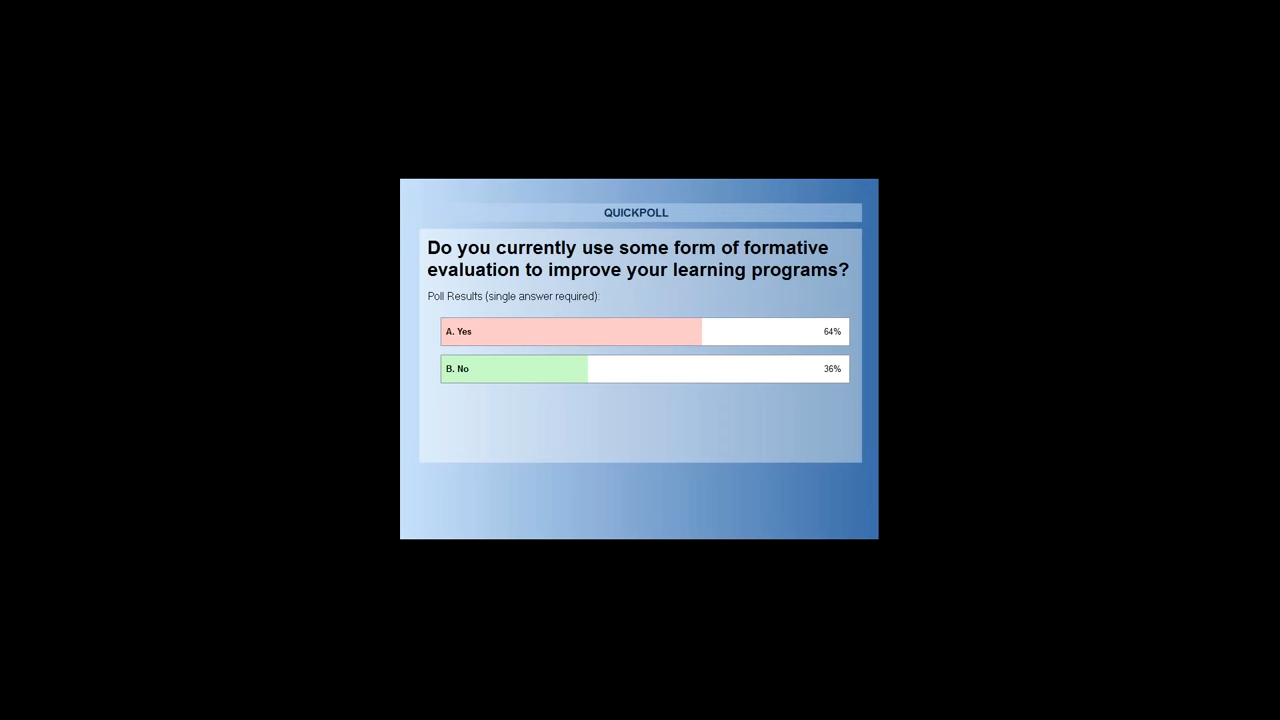 QUICKPOLL
Do you currently use some form of formative
evaluation to improve your learning programs?
Poll Results (single answer required):
A. Yes 64%
B. No 36%